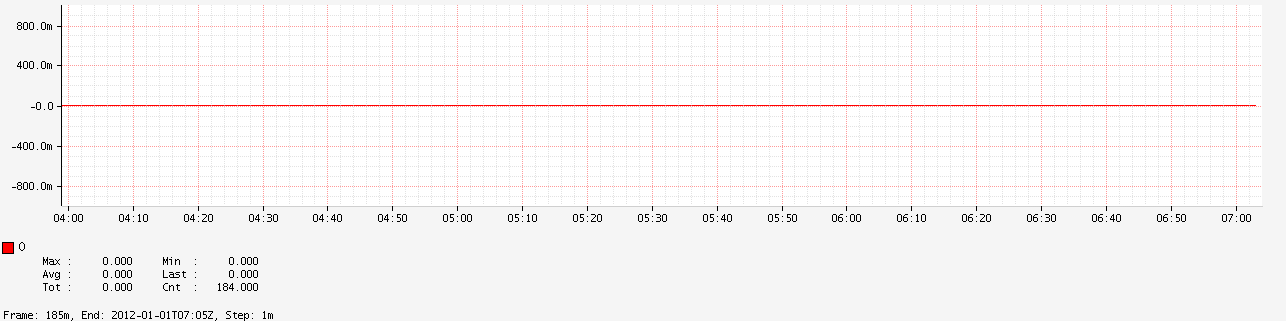 800.0m
400.0m
-0.0
-400.0m
-800.0m
04:00 04:10 04:20 04:30 04:40 04:50 05:00 05:10 05:20 05:30 05:40 05:50 06:00 06:10 06:20 06:30 06:40 06:50 07:00
0
Max : 0.000 Min : 0.000
Avg : 0.000 Last : 0.000
Tot : 0.000 Cnt : 184.000
Frame: 185m, End: 2012-01-01T07:05Z, Step: 1m